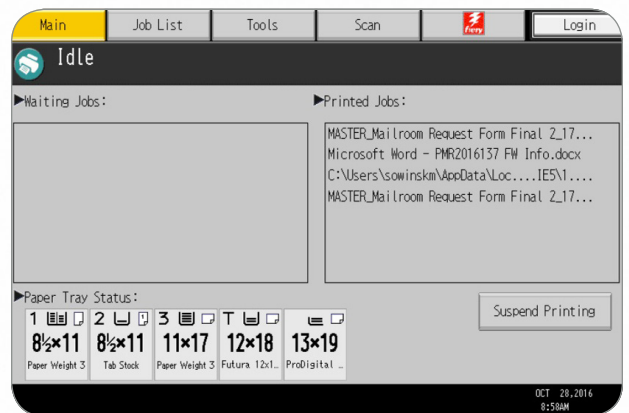 Main Job List Tools Scan Fiery Login
Idle
▶Waiting Jobs:
▶Printed Jobs:
MASTER_Mailroom Request Form Final 2_17...
Microsoft Word - PMR2016137 FW Info.docx
C:\Users\sowinskm\AppData\Loc....IE5\1....
MASTER_Mailroom Request Form Final 2_17...
▶Paper Tray Status:
1 2 3 T
8½×11 8½×11 11×17 12×18 13×19
Paper Weight 3 Tab Stock Paper Weight 3 Futura 12x1... ProDigital ...
Suspend Printing
OCT 28,2016
8:58AM